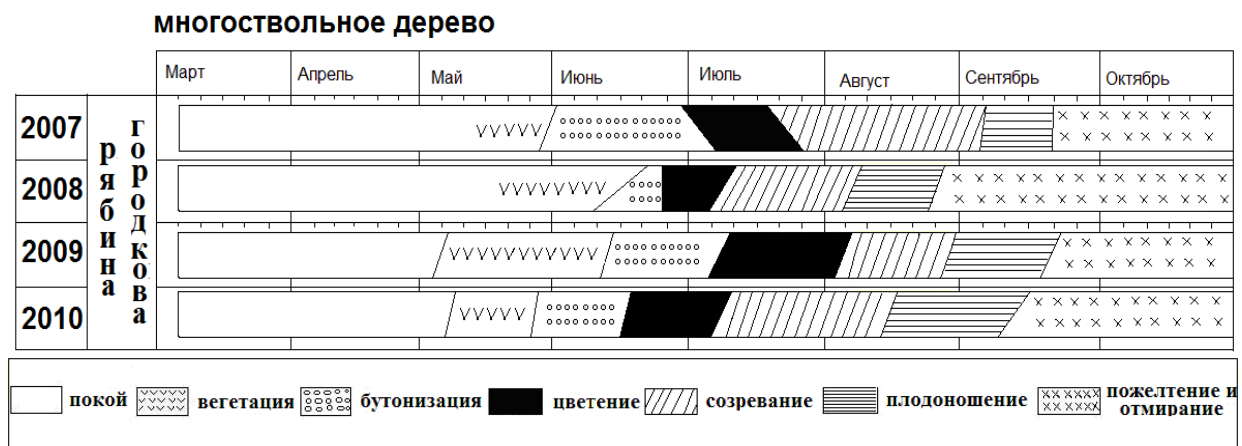 многоствольное дерево
Март Апрель Май Июнь Июль Август Сентябрь Октябрь
2007
2008
2009
2010
рябина
городкова
покой вегетация бутонизация цветение созревание плодоношение пожелтение и
отмирание